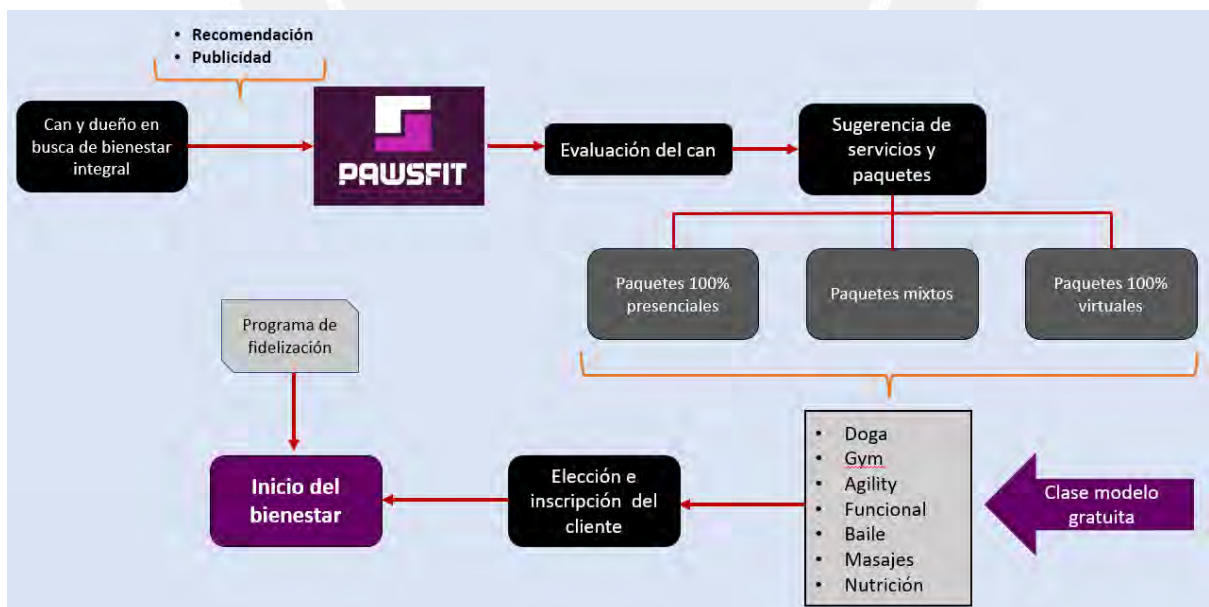 • Recomendación
• Publicidad
Can y dueño en
busca de bienestar
integral
PAWSFIT
Evaluación del can
Sugerencia de
servicios y
paquetes
Paquetes 100%
presenciales
Paquetes mixtos
Paquetes 100%
virtuales
Programa de
fidelización
Inicio del
bienestar
Elección e
inscripción del
cliente
• Doga
• Gym
• Agility
• Funcional
• Baile
• Masajes
• Nutrición
Clase modelo
gratuita